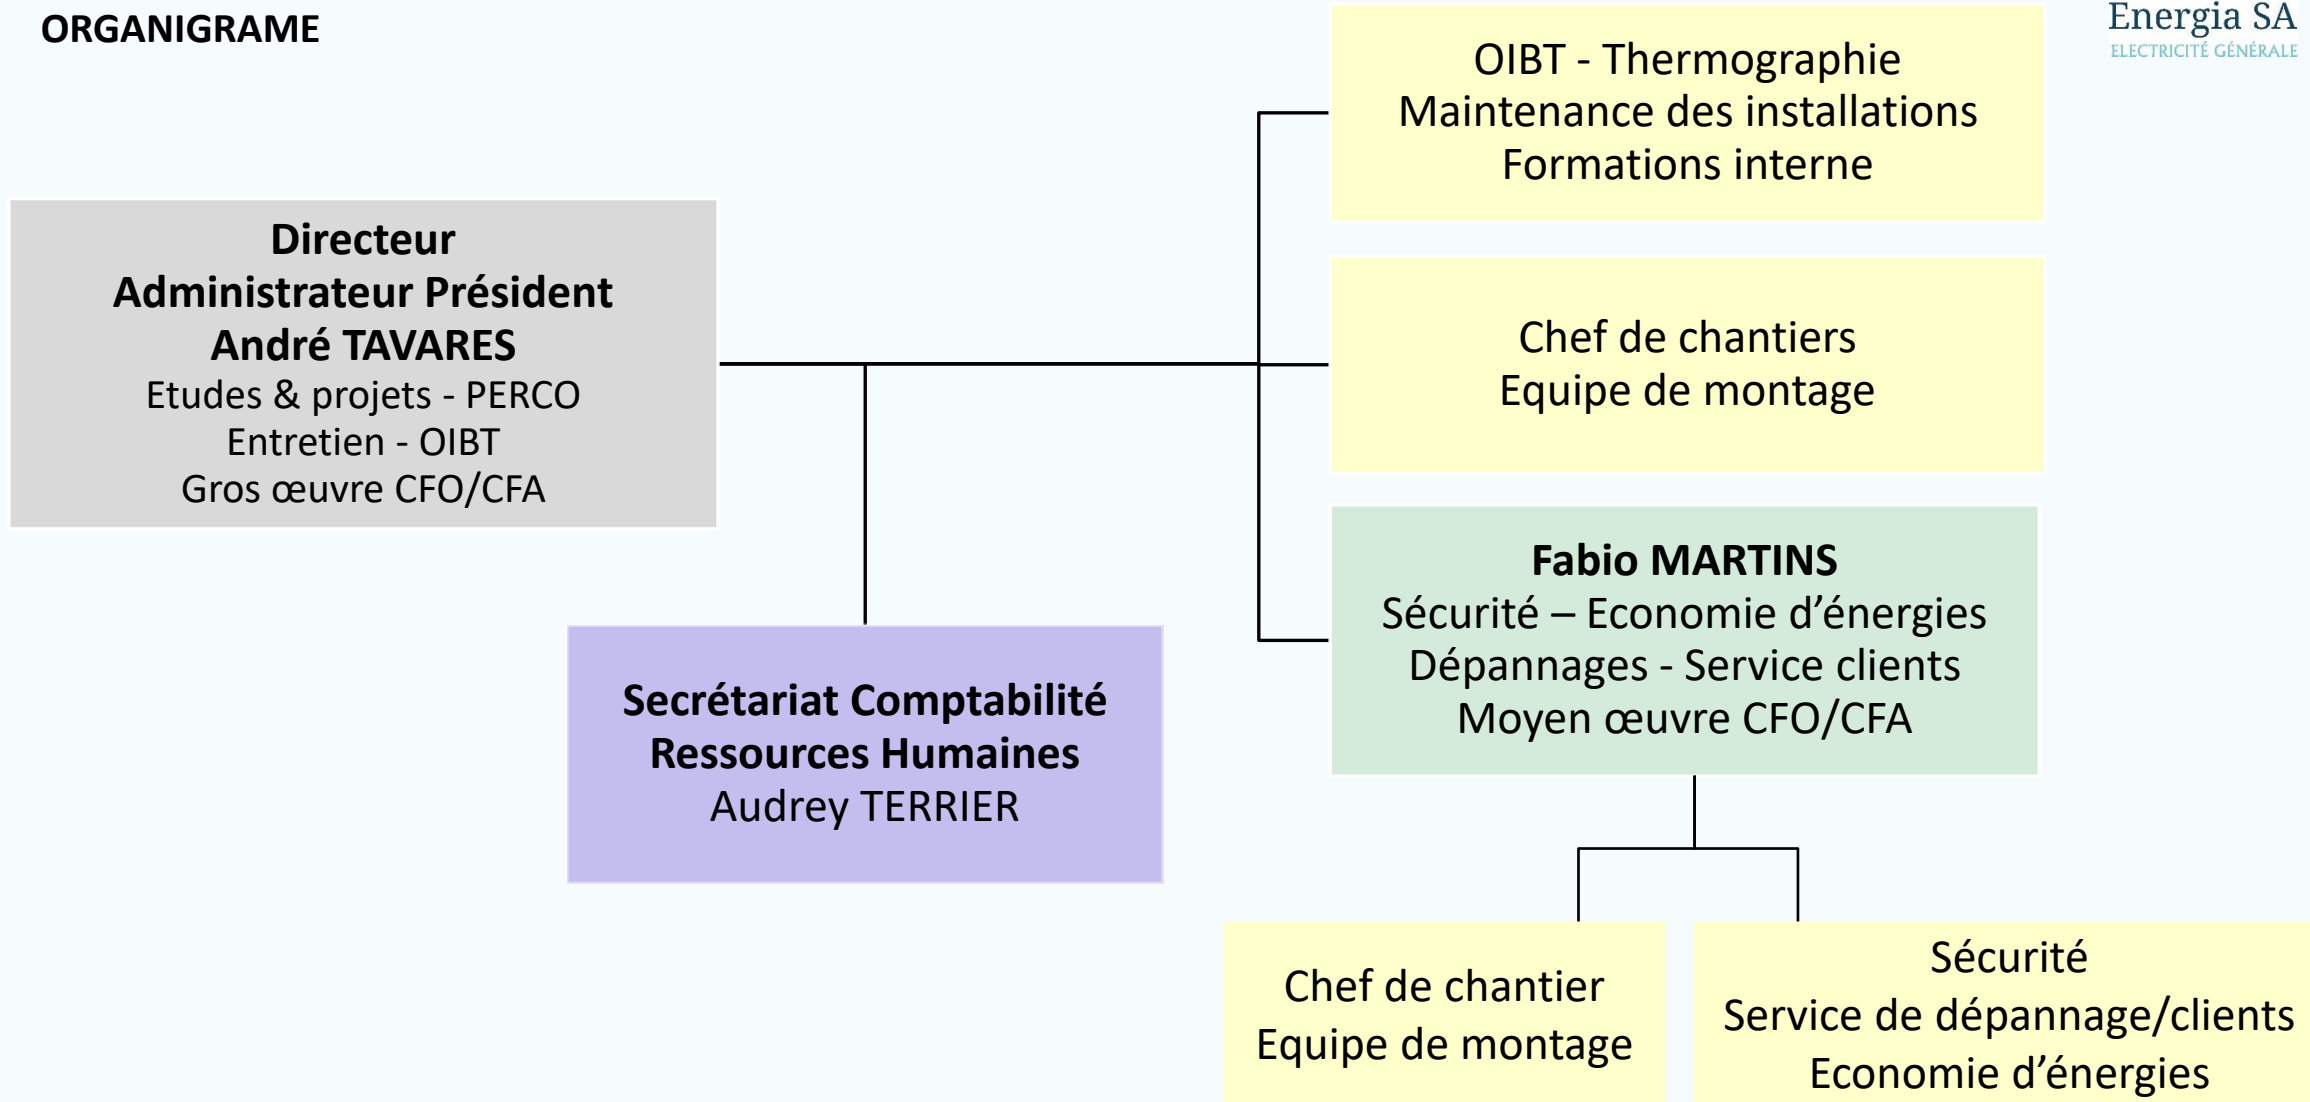 ORGANIGRAME
Energia SA
ELECTRICITÉ GÉNÉRALE
OIBT - Thermographie
Maintenance des installations
Formations interne
Directeur
Administrateur Président
André TAVARES
Etudes & projets - PERCO
Entretien - OIBT
Gros œuvre CFO/CFA
Chef de chantiers
Equipe de montage
Fabio MARTINS
Sécurité – Economie d’énergies
Dépannages - Service clients
Moyen œuvre CFO/CFA
Secrétariat Comptabilité
Ressources Humaines
Audrey TERRIER
Chef de chantier
Equipe de montage
Sécurité
Service de dépannage/clients
Economie d’énergies